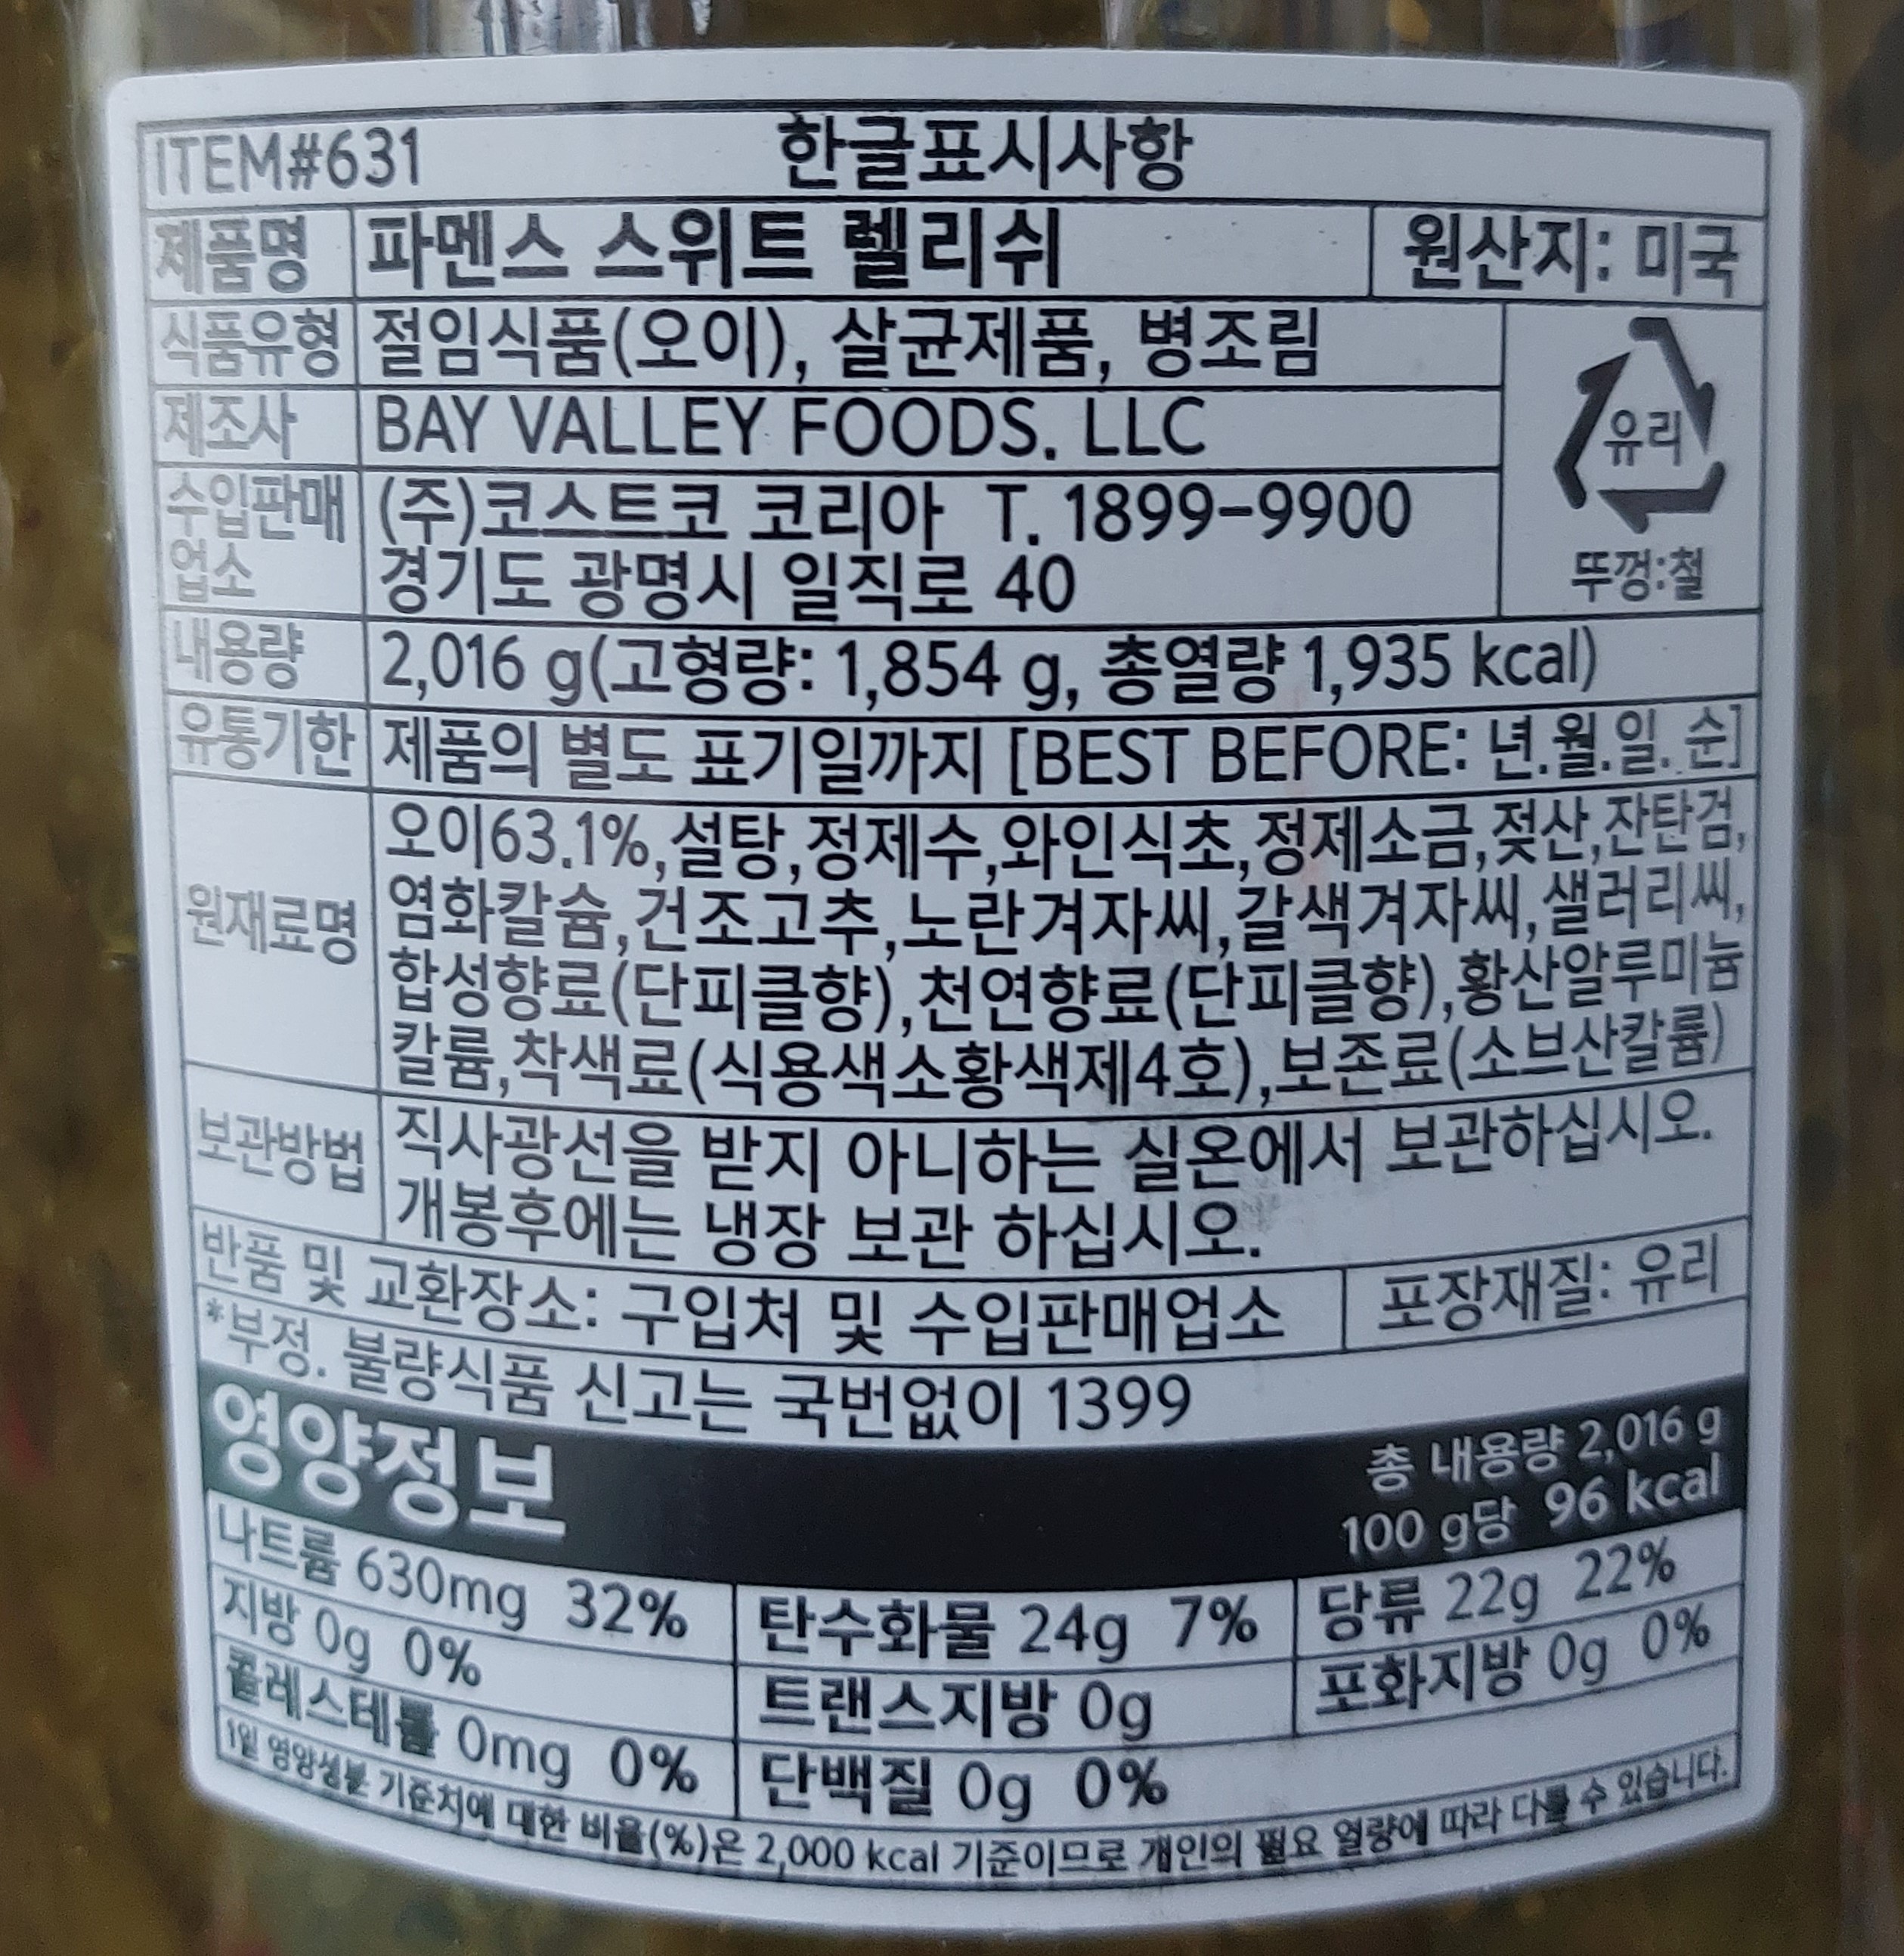 ITEM#631 한글표시사항
제품명 파멘스 스위트 렐리쉬 원산지: 미국
식품유형 절임식품(오이), 살균제품, 병조림
유리
제조사 BAY VALLEY FOODS. LLC
수입판매 (주)코스트코 코리아 T. 1899-9900
업소 경기도 광명시 일직로 40
뚜껑:철
내용량 2,016 g(고형량: 1,854 g, 총열량 1,935 kcal)
유통기한 제품의 별도 표기일까지 [BEST BEFORE: 년.월.일. 순]
원재료명 오이63.1%,설탕,정제수,와인식초,정제소금,젖산,잔탄검,
염화칼슘,건조고추,노란겨자씨,갈색겨자씨,샐러리씨,
합성향료(단피클향),천연향료(단피클향),황산알루미늄
칼륨,착색료(식용색소황색제4호),보존료(소브산칼륨)
보관방법 직사광선을 받지 아니하는 실온에서 보관하십시오.
개봉후에는 냉장 보관 하십시오.
반품 및 교환장소: 구입처 및 수입판매업소 포장재질: 유리
*부정. 불량식품 신고는 국번없이 1399
영양정보
총 내용량 2,016 g
100 g당 96 kcal
나트륨 630mg 32% 탄수화물 24g 7% 당류 22g 22%
지방 0g 0% 트랜스지방 0g 포화지방 0g 0%
콜레스테롤 0mg 0% 단백질 0g 0%
1일 영양성분 기준치에 대한 비율(%)은 2,000 kcal 기준이므로 개인의 필요 열량에 따라 다를 수 있습니다.